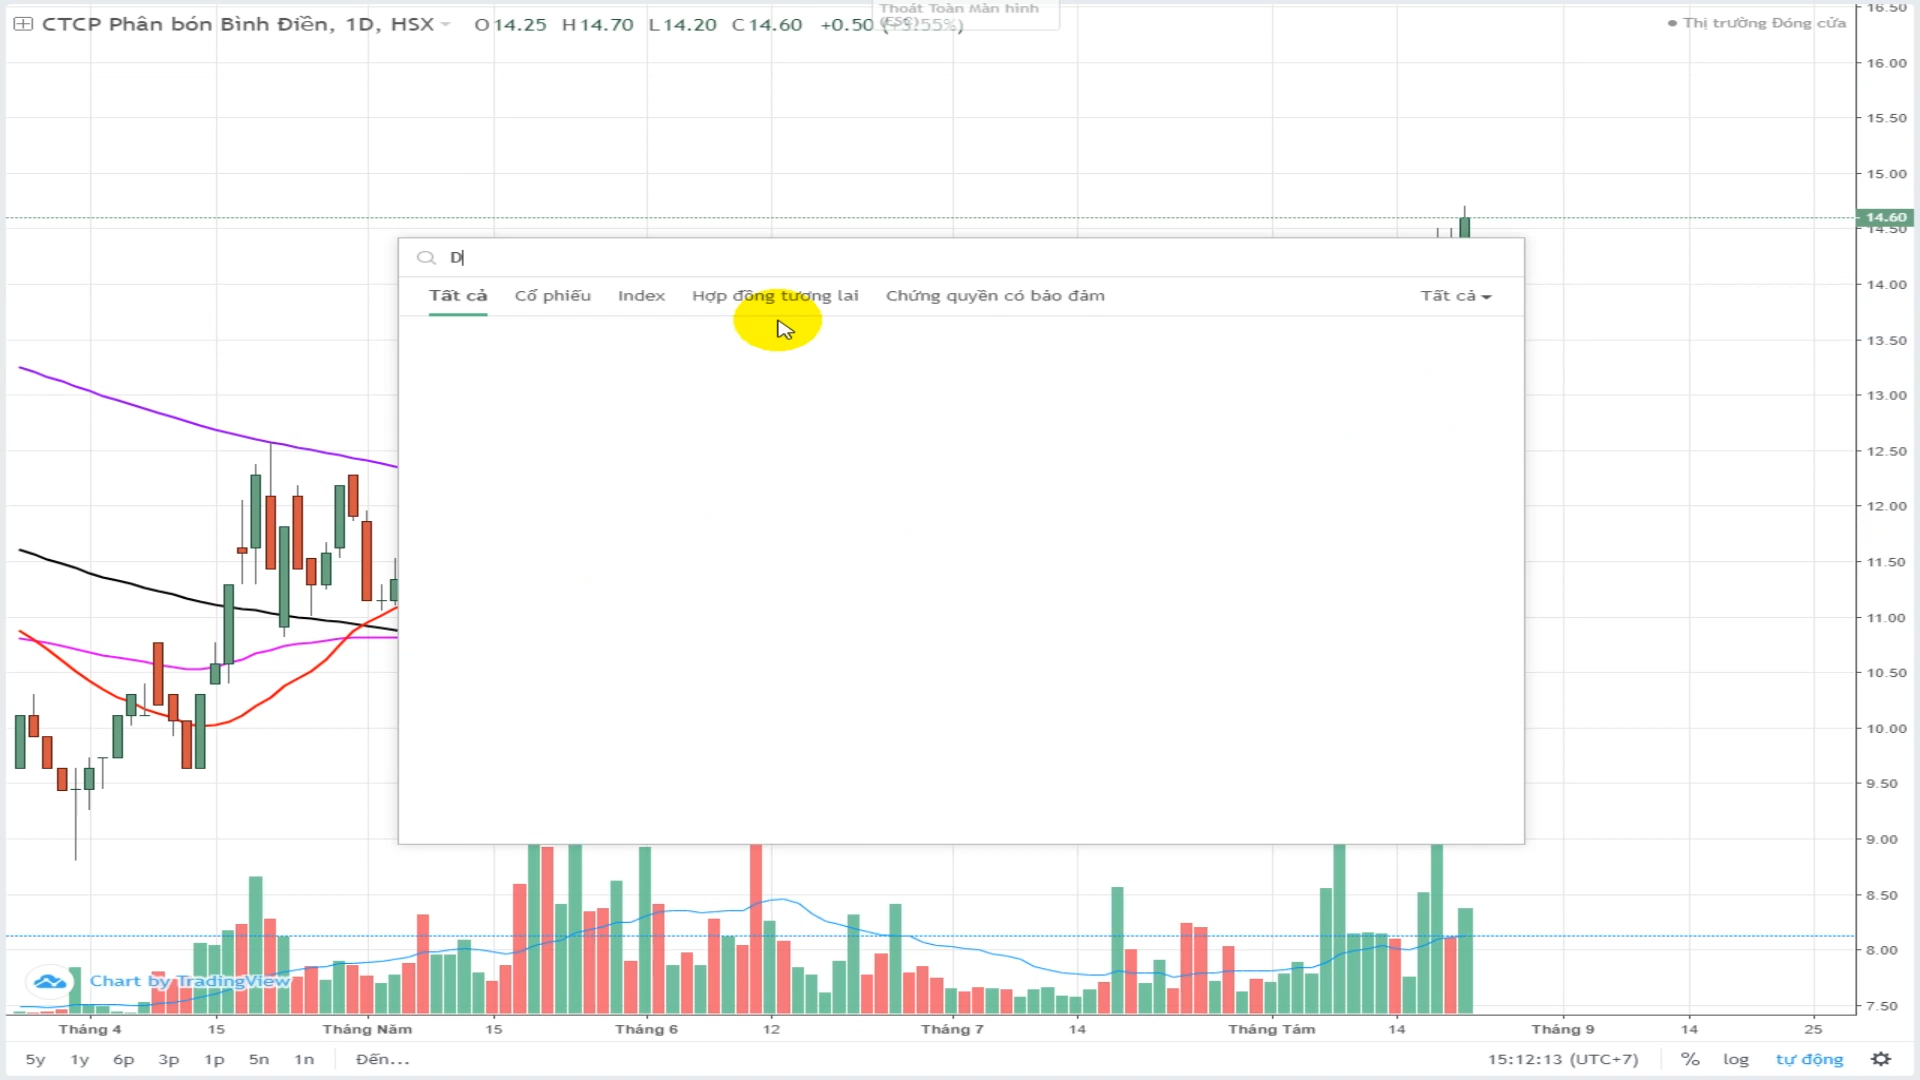 CTCP Phân bón Bình Điền, 1D, HSX O14.25 H14.70 L14.20 C14.60 +0.50 (+3.55%)
Thoát Toàn Màn hình
(ESC)
Thị trường Đóng cửa
D
Tất cả Cổ phiếu Index Hợp đồng tương lai Chứng quyền có bảo đảm Tất cả
16.50
16.00
15.50
15.00
14.60
14.50
14.00
13.50
13.00
12.50
12.00
11.50
11.00
10.50
10.00
9.50
9.00
8.50
8.00
7.50
Chart by TradingView
Tháng 4 15 Tháng Năm 15 Tháng 6 12 Tháng 7 14 Tháng Tám 14 Tháng 9 14 25
5y 1y 6p 3p 1p 5n 1n Đến... 15:12:13 (UTC+7) % log tự động